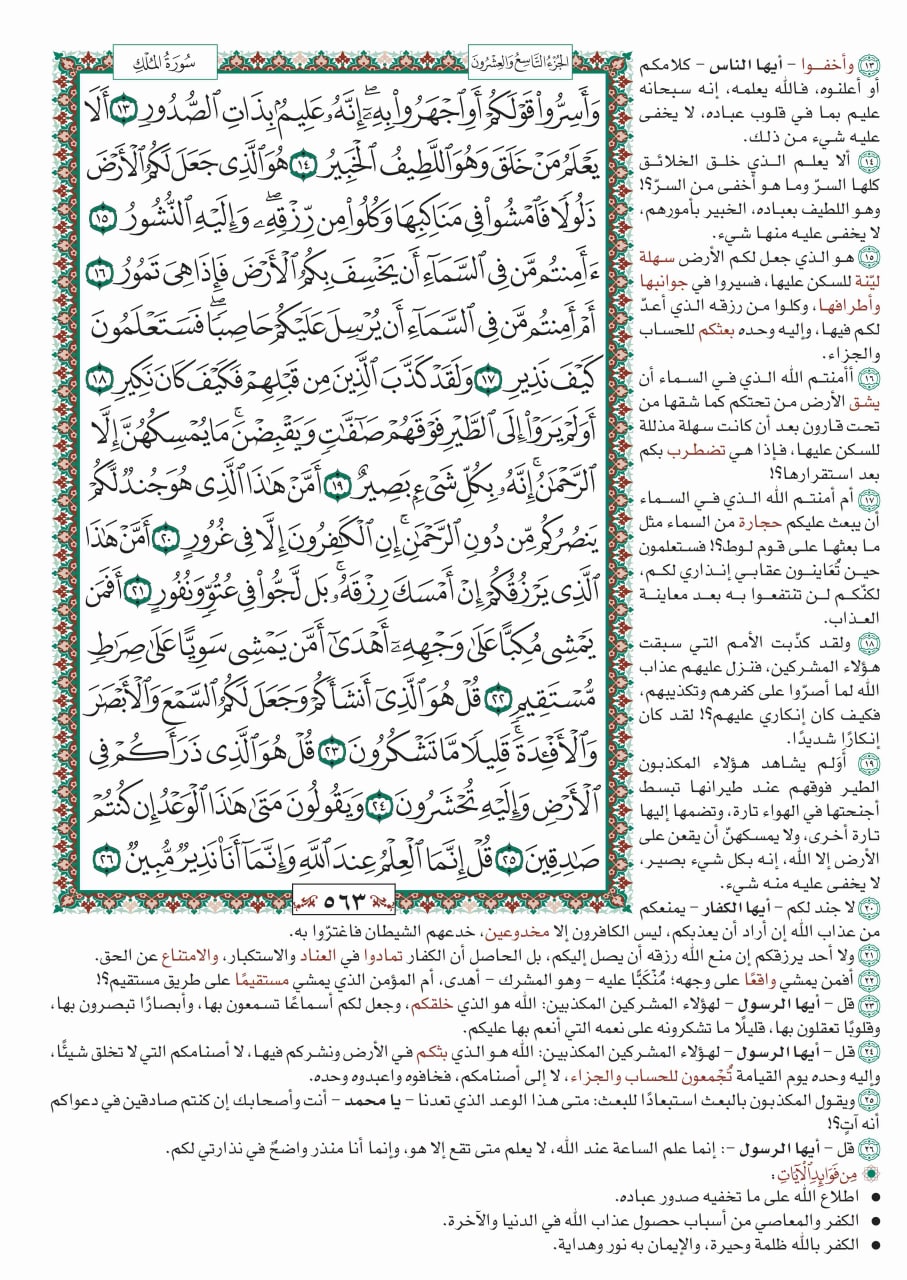 الجُزْءُ التَّاسِعُ وَالعِشْرُونَ
سُورَةُ المُلْكِ
وَأَسِرُّوا۟ قَوْلَكُمْ أَوِ ٱجْهَرُوا۟ بِهِۦٓۖ إِنَّهُۥ عَلِيمٌۢ بِذَاتِ ٱلصُّدُورِ ١٣ أَلَا
يَعْلَمُ مَنْ خَلَقَ وَهُوَ ٱللَّطِيفُ ٱلْخَبِيرُ ١٤ هُوَ ٱلَّذِى جَعَلَ لَكُمُ ٱلْأَرْضَ
ذَلُولًا فَٱمْشُوا۟ فِى مَنَاكِبِهَا وَكُلُوا۟ مِن رِّزْقِهِۦۖ وَإِلَيْهِ ٱلنُّشُورُ ١٥
ءَأَمِنتُم مَّن فِى ٱلسَّمَآءِ أَن يَخْسِفَ بِكُمُ ٱلْأَرْضَ فَإِذَا هِىَ تَمُورُ ١٦
أَمْ أَمِنتُم مَّن فِى ٱلسَّمَآءِ أَن يُرْسِلَ عَلَيْكُمْ حَاصِبًاۖ فَسَتَعْلَمُونَ
كَيْفَ نَذِيرِ ١٧ وَلَقَدْ كَذَّبَ ٱلَّذِينَ مِن قَبْلِهِمْ فَكَيْفَ كَانَ نَكِيرِ ١٨
أَوَلَمْ يَرَوْا۟ إِلَى ٱلطَّيْرِ فَوْقَهُمْ صَٰٓفَّٰتٍ وَيَقْبِضْنَۚ مَا يُمْسِكُهُنَّ إِلَّا
ٱلرَّحْمَٰنُۚ إِنَّهُۥ بِكُلِّ شَىْءٍۭ بَصِيرٌ ١٩ أَمَّنْ هَٰذَا ٱلَّذِى هُوَ جُندٌ لَّكُمْ
يَنصُرُكُم مِّن دُونِ ٱلرَّحْمَٰنِۚ إِنِ ٱلْكَٰفِرُونَ إِلَّا فِى غُرُورٍ ٢٠ أَمَّنْ هَٰذَا
ٱلَّذِى يَرْزُقُكُمْ إِنْ أَمْسَكَ رِزْقَهُۥۚ بَل لَّجُّوا۟ فِى عُتُوٍّ وَنُفُورٍ ٢١ أَفَمَن
يَمْشِى مُكِبًّا عَلَىٰ وَجْهِهِۦٓ أَهْدَىٰٓ أَمَّن يَمْشِى سَوِيًّا عَلَىٰ صِرَٰطٍ
مُّسْتَقِيمٍ ٢٢ قُلْ هُوَ ٱلَّذِىٓ أَنشَأَكُمْ وَجَعَلَ لَكُمُ ٱلسَّمْعَ وَٱلْأَبْصَٰرَ
وَٱلْأَفْـِٔدَةَۖ قَلِيلًا مَّا تَشْكُرُونَ ٢٣ قُلْ هُوَ ٱلَّذِى ذَرَأَكُمْ فِى
ٱلْأَرْضِ وَإِلَيْهِ تُحْشَرُونَ ٢٤ وَيَقُولُونَ مَتَىٰ هَٰذَا ٱلْوَعْدُ إِن كُنتُمْ
صَٰدِقِينَ ٢٥ قُلْ إِنَّمَا ٱلْعِلْمُ عِندَ ٱللَّهِ وَإِنَّمَآ أَنَا۠ نَذِيرٌ مُّبِينٌ ٢٦
٥٦٣
١٣ وأخفــوا - أيها الناس - كلامكم
أو أعلنوه، فالله يعلمه، إنه سبحانه
عليم بما في قلوب عباده، لا يخفى
عليه شيء من ذلك.
١٤ ألا يعلم الذي خلق الخلائق
كلها السرّ وما هو أخفى من السرّ؟!
وهو اللطيف بعباده، الخبير بأمورهم،
لا يخفى عليه منها شيء.
١٥ هو الذي جعل لكم الأرض سهلة
ليّنة للسكن عليها، فسيروا في جوانبها
وأطرافها، وكلوا من رزقه الذي أعدّ
لكم فيها، وإليه وحده بعثكم للحساب
والجزاء.
١٦ أأمنتم الله الذي في السماء أن
يشق الأرض من تحتكم كما شقها من
تحت قارون بعد أن كانت سهلة مذللة
للسكن عليها، فإذا هي تضطرب بكم
بعد استقرارها؟!
١٧ أم أمنتم الله الذي في السماء
أن يبعث عليكم حجارة من السماء مثل
ما بعثها على قوم لوط؟! فستعلمون
حين تُعَاينون عقابي إنذاري لكم،
لكنّكم لن تنتفعوا به بعد معاينة
العذاب.
١٨ ولقد كذّبت الأمم التي سبقت
هؤلاء المشركين، فنزل عليهم عذاب
الله لما أصرّوا على كفرهم وتكذيبهم،
فكيف كان إنكاري عليهم؟! لقد كان
إنكارًا شديدًا.
١٩ أَوَلم يشاهد هؤلاء المكذبون
الطير فوقهم عند طيرانها تبسط
أجنحتها في الهواء تارة، وتضمها إليها
تارة أخرى، ولا يمسكهنّ أن يقعن على
الأرض إلا الله، إنه بكل شيء بصير،
لا يخفى عليه منه شيء.
٢٠ لا جند لكم - أيها الكفار - يمنعكم
من عذاب الله إن أراد أن يعذبكم، ليس الكافرون إلا مخدوعين، خدعهم الشيطان فاغترّوا به.
٢١ ولا أحد يرزقكم إن منع الله رزقه أن يصل إليكم، بل الحاصل أن الكفار تمادوا في العناد والاستكبار، والامتناع عن الحق.
٢٢ أفمن يمشي واقعًا على وجهه؛ مُنْكَبًّا عليه - وهو المشرك - أهدى، أم المؤمن الذي يمشي مستقيمًا على طريق مستقيم؟!
٢٣ قل - أيها الرسول - لهؤلاء المشركين المكذبين: الله هو الذي خلقكم، وجعل لكم أسماعًا تسمعون بها، وأبصارًا تبصرون بها،
وقلوبًا تعقلون بها، قليلًا ما تشكرونه على نعمه التي أنعم بها عليكم.
٢٤ قل - أيها الرسول - لهؤلاء المشركين المكذبين: الله هو الذي بثكم في الأرض ونشركم فيها، لا أصنامكم التي لا تخلق شيئًا،
وإليه وحده يوم القيامة تُجْمعون للحساب والجزاء، لا إلى أصنامكم، فخافوه واعبدوه وحده.
٢٥ ويقول المكذبون بالبعث استبعادًا للبعث: متى هذا الوعد الذي تعدنا - يا محمد - أنت وأصحابك إن كنتم صادقين في دعواكم
أنه آتٍ؟!
٢٦ قل - أيها الرسول -: إنما علم الساعة عند الله، لا يعلم متى تقع إلا هو، وإنما أنا منذر واضحٌ في نذارتي لكم.
مِن فَوَائِدِ الآيَاتِ:
• اطلاع الله على ما تخفيه صدور عباده.
• الكفر والمعاصي من أسباب حصول عذاب الله في الدنيا والآخرة.
• الكفر بالله ظلمة وحيرة، والإيمان به نور وهداية.